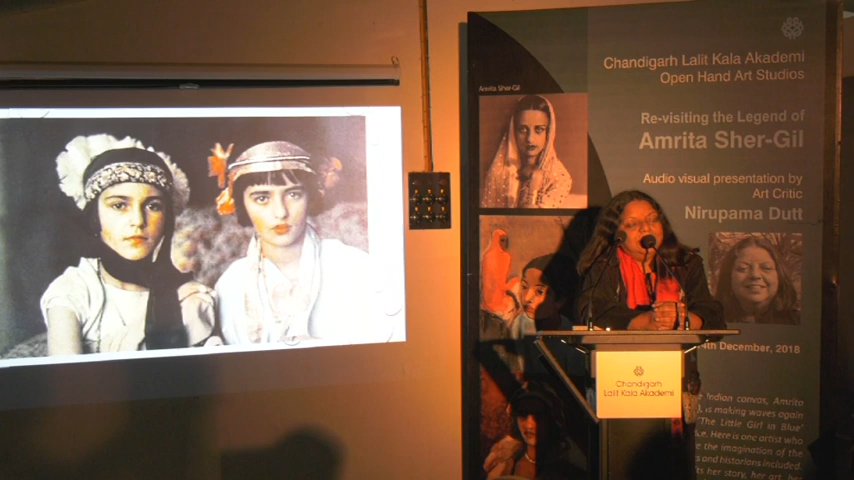 Chandigarh Lalit Kala Akademi
Open Hand Art Studios
Amrita Sher-Gil
Re-visiting the Legend of
Amrita Sher-Gil
Audio visual presentation by
Art Critic
Nirupama Dutt
4th December, 2018
Chandigarh
Lalit Kala Akademi
Indian canvas, Amrita
, is making waves again
'The Little Girl in Blue'
Here is one artist who
the imagination of the
and historians included.
her story, her art, her